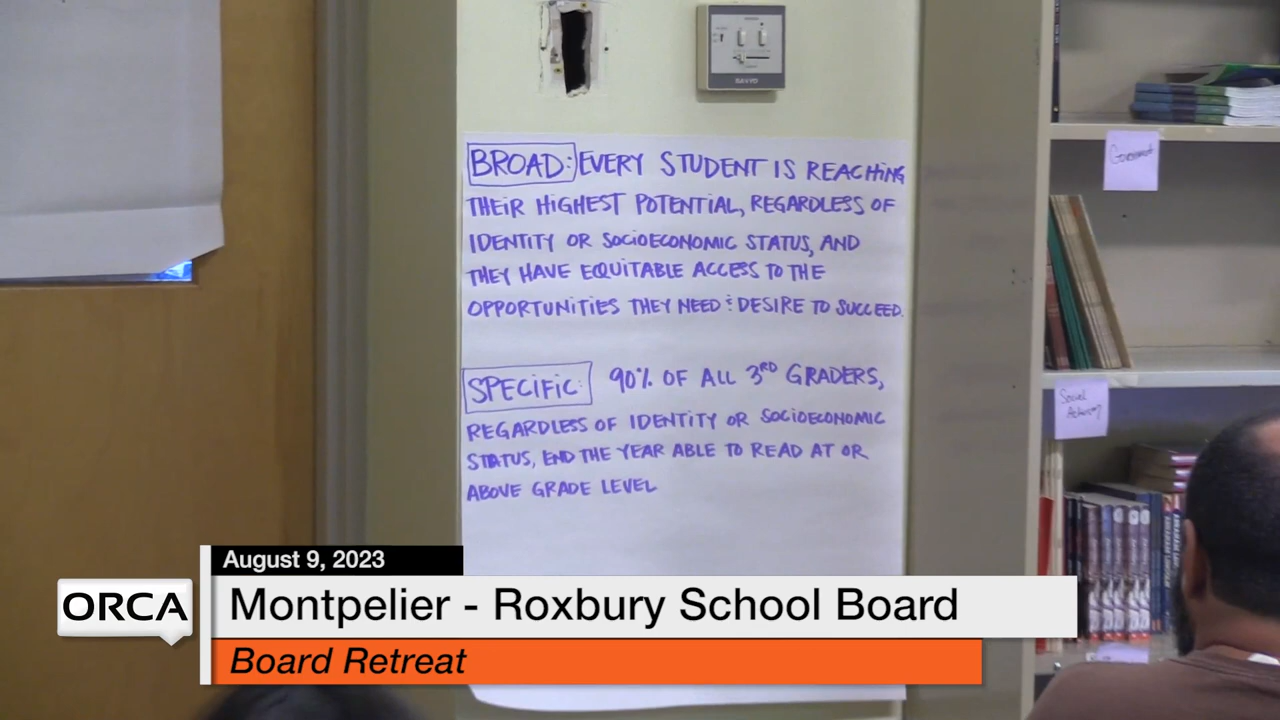 SANYO
BROAD: EVERY STUDENT IS REACHING
THEIR HIGHEST POTENTIAL, REGARDLESS OF
IDENTITY OR SOCIOECONOMIC STATUS, AND
THEY HAVE EQUITABLE ACCESS TO THE
OPPORTUNITIES THEY NEED & DESIRE TO SUCCEED.
SPECIFIC: 90% OF ALL 3RD GRADERS,
REGARDLESS OF IDENTITY OR SOCIOECONOMIC
STATUS, END THE YEAR ABLE TO READ AT OR
ABOVE GRADE LEVEL
Government
Social
August 9, 2023
ORCA
Montpelier - Roxbury School Board
Board Retreat